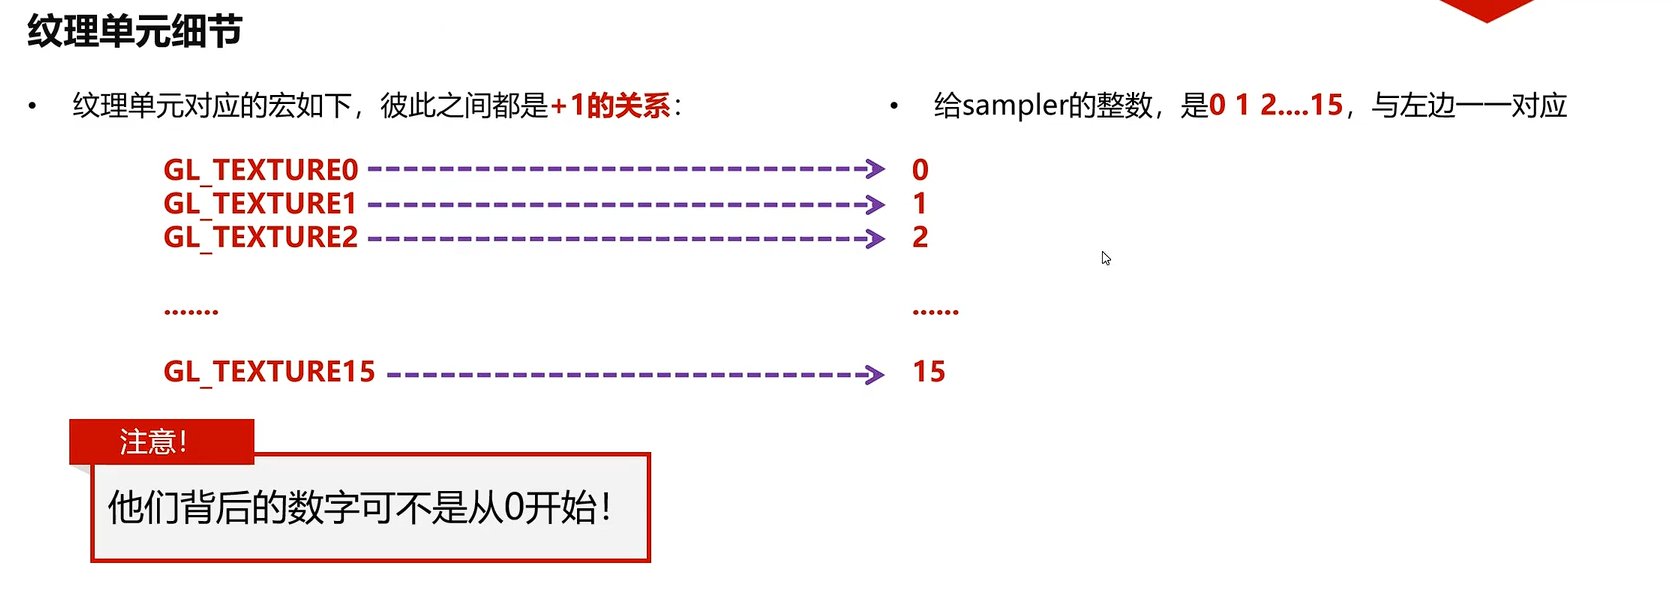 纹理单元细节
• 纹理单元对应的宏如下，彼此之间都是+1的关系：
GL_TEXTURE0
GL_TEXTURE1
GL_TEXTURE2
.......
GL_TEXTURE15
• 给sampler的整数，是0 1 2....15，与左边一一对应
0
1
2
......
15
注意！
他们背后的数字可不是从0开始！